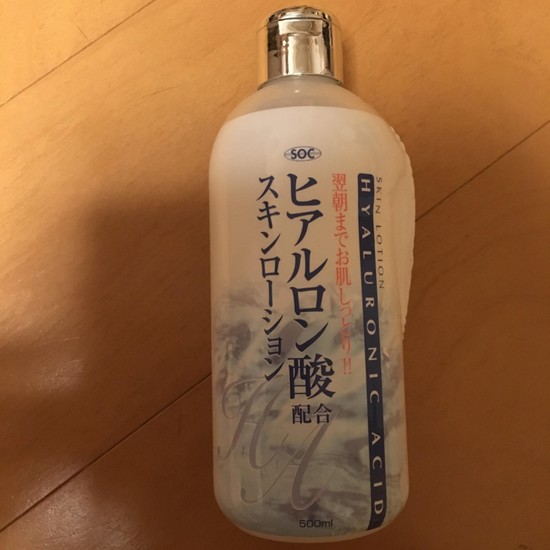 SOC
SKIN LOTION
HYALURONIC ACID
翌朝までお肌しっとり!!
ヒアルロン酸配合
スキンローション
HA
500ml